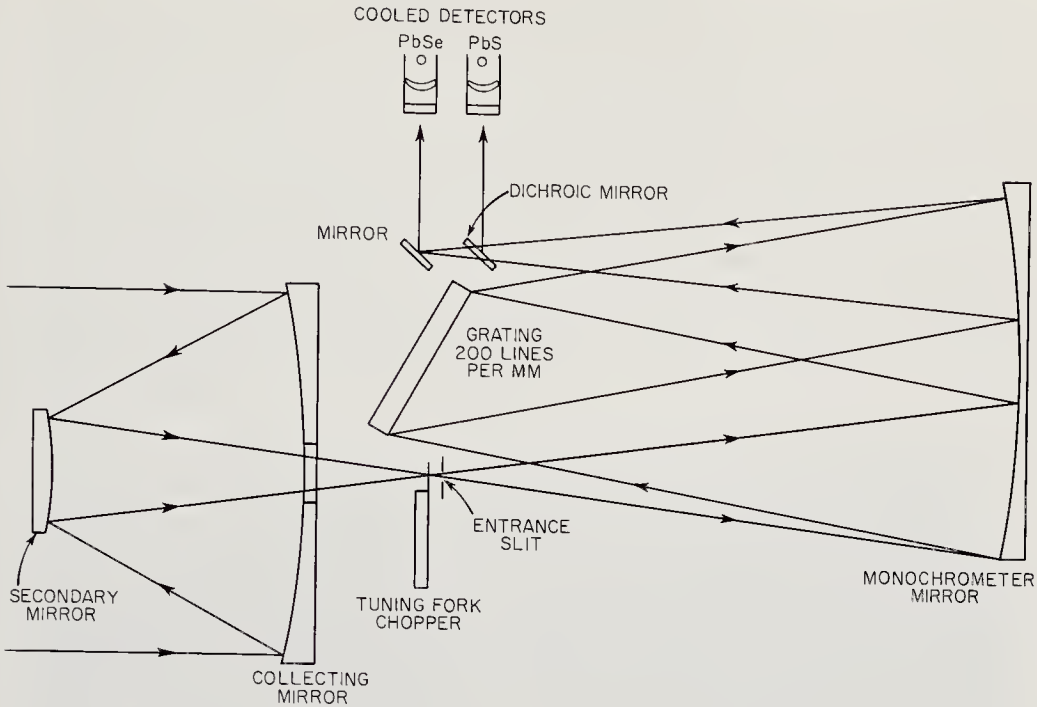 COOLED DETECTORS
PbSe
PbS
DICHROIC MIRROR
MIRROR
GRATING
200 LINES
PER MM
ENTRANCE
SLIT
SECONDARY
MIRROR
TUNING FORK
CHOPPER
MONOCHROMETER
MIRROR
COLLECTING
MIRROR